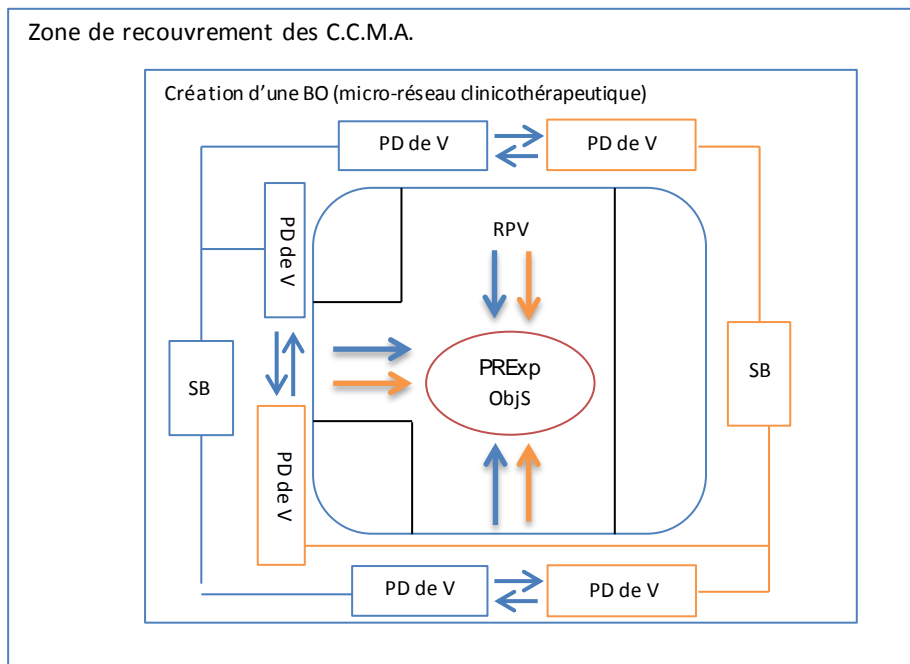 Zone de recouvrement des C.C.M.A.
Création d'une BO (micro-réseau clinicothérapeutique)
PD de V
PD de V
PD de V
RPV
SB
PRExp
ObjS
SB
PD de V
PD de V
PD de V